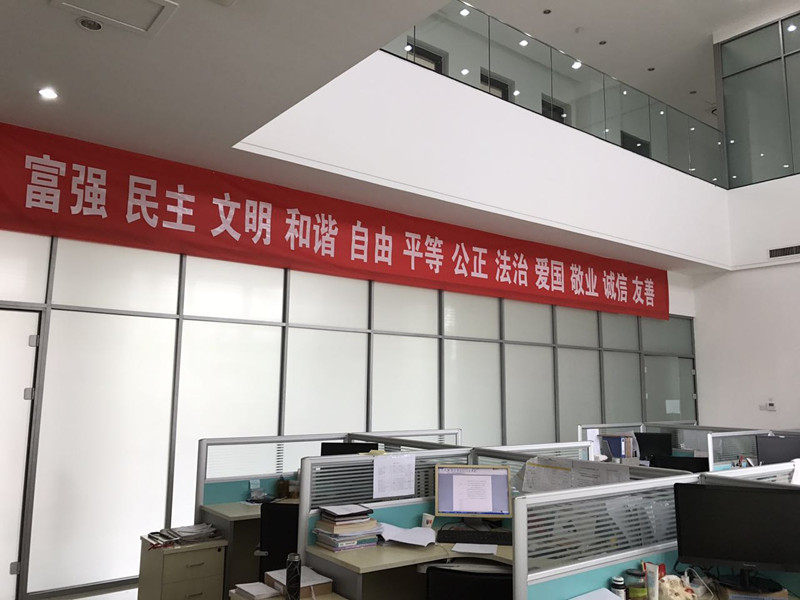 富强 民主 文明 和谐 自由 平等 公正 法治 爱国 敬业 诚信 友善